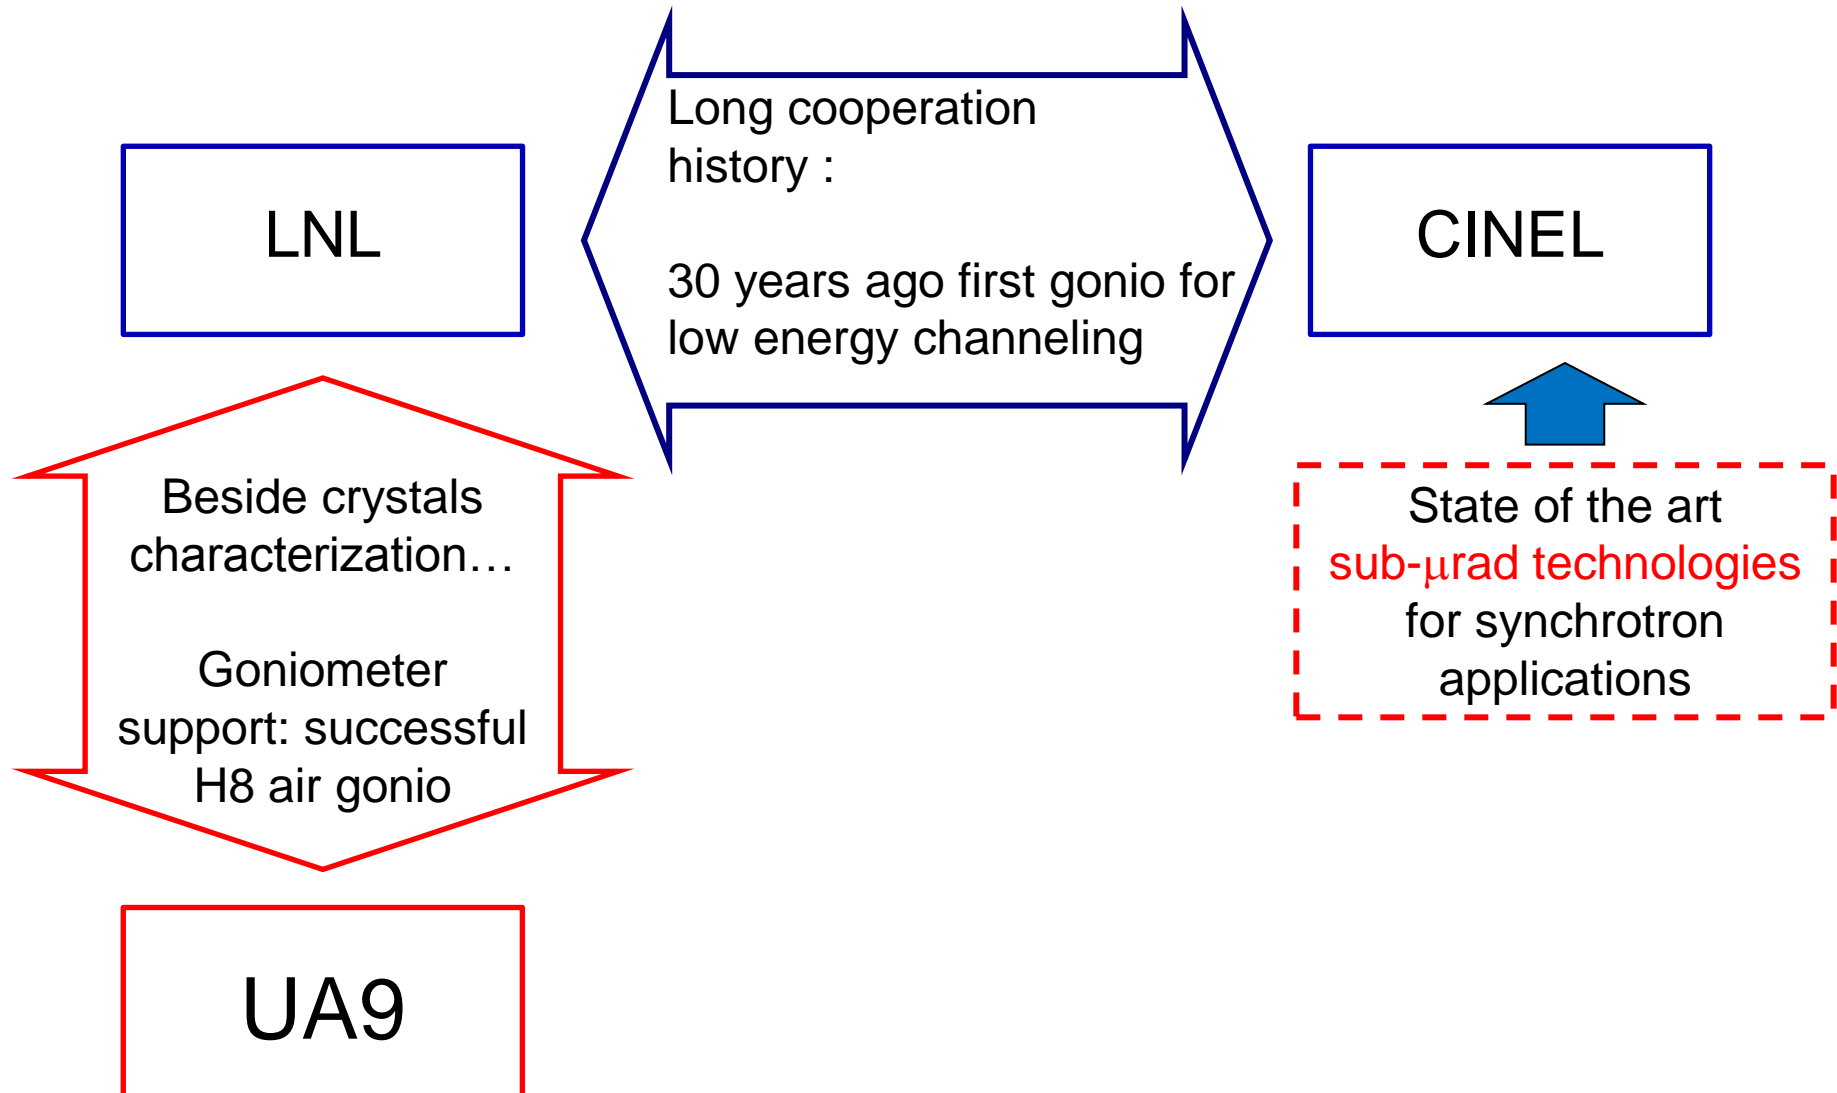 LNL
Long cooperation
history :
30 years ago first gonio for
low energy channeling
CINEL
Beside crystals
characterization…
Goniometer
support: successful
H8 air gonio
State of the art
sub-μrad technologies
for synchrotron
applications
UA9